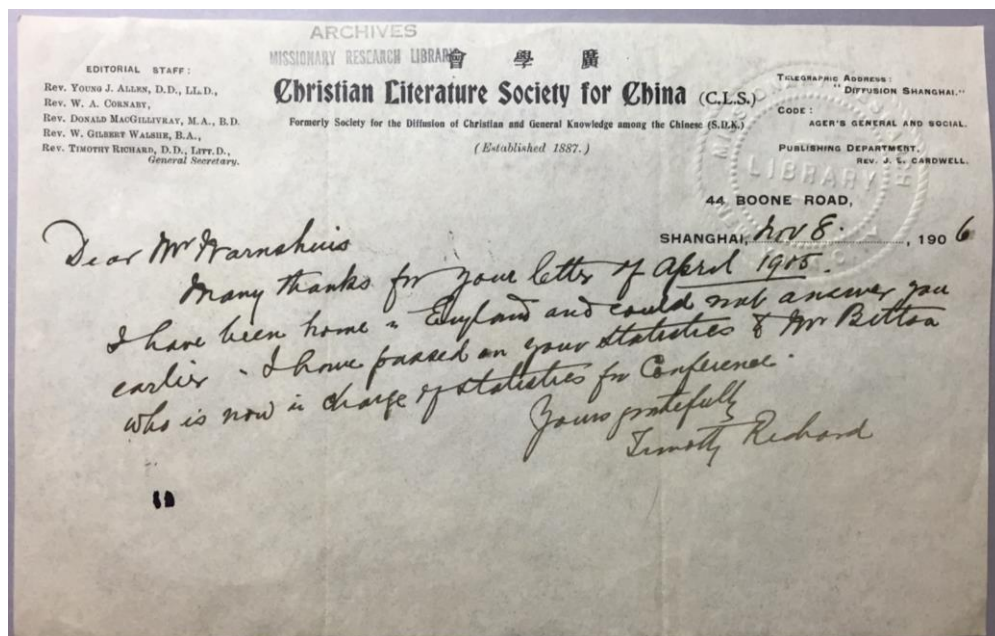 ARCHIVES
MISSIONARY RESEARCH LIBRARY
會 學 廣
EDITORIAL STAFF:
Rev. Young J. Allen, D.D., LL.D.,
Rev. W. A. Cornaby,
Rev. Donald MacGillivray, M.A., B.D.
Rev. W. Gilbert Walshe, B.A.,
Rev. Timothy Richard, D.D., Litt.D.,
General Secretary.
Christian Literature Society for China (C.L.S.)
Formerly Society for the Diffusion of Christian and General Knowledge among the Chinese (S.D.K.)
(Established 1887.)
Telegraphic Address:
"Diffusion Shanghai."
Code:
Ager's General and Social.
Publishing Department,
Rev. J. L. Cardwell.
LIBRARY
44 BOONE ROAD,
SHANGHAI, Nov 8. , 1906
Dear Mr Warnshuis
Many thanks for your letter of April 1905.
I have been home in England and could not answer you
earlier. I have passed on your statistics to Mr Bitton
who is now in charge of statistics for Conference.
Yours gratefully
Timothy Richard